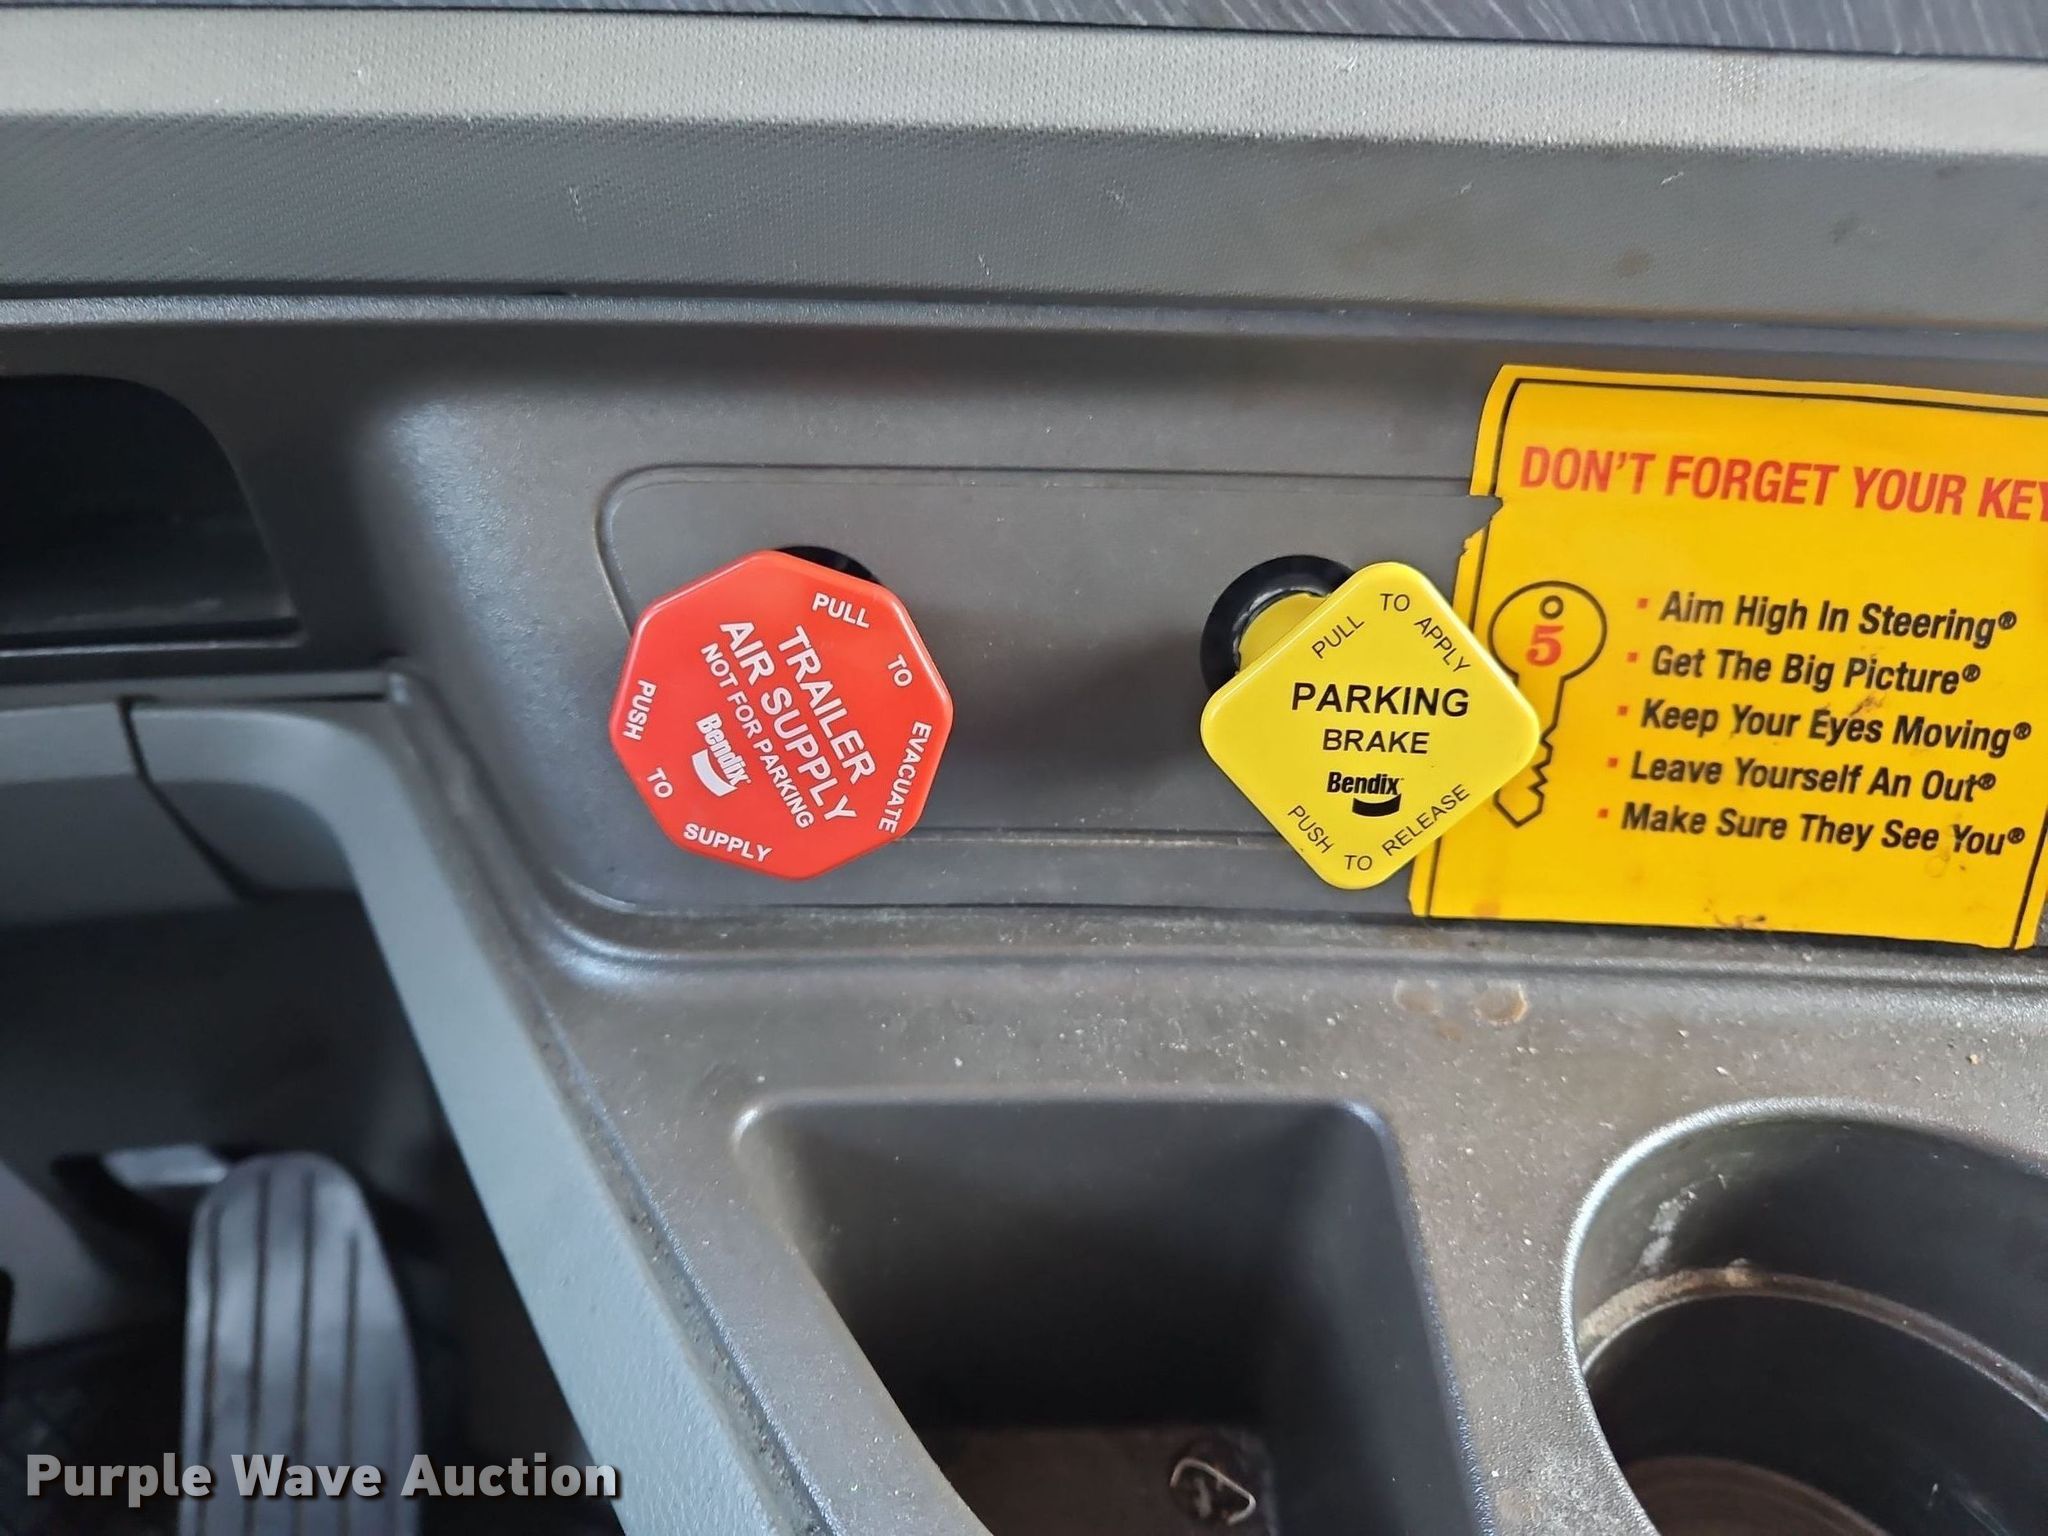 PULL TO EVACUATE
TRAILER
AIR SUPPLY
NOT FOR PARKING
Bendix
PUSH TO SUPPLY
PULL TO APPLY
PARKING
BRAKE
Bendix
PUSH TO RELEASE
DON'T FORGET YOUR KEY
5
• Aim High In Steering®
• Get The Big Picture®
• Keep Your Eyes Moving®
• Leave Yourself An Out®
• Make Sure They See You®
Purple Wave Auction